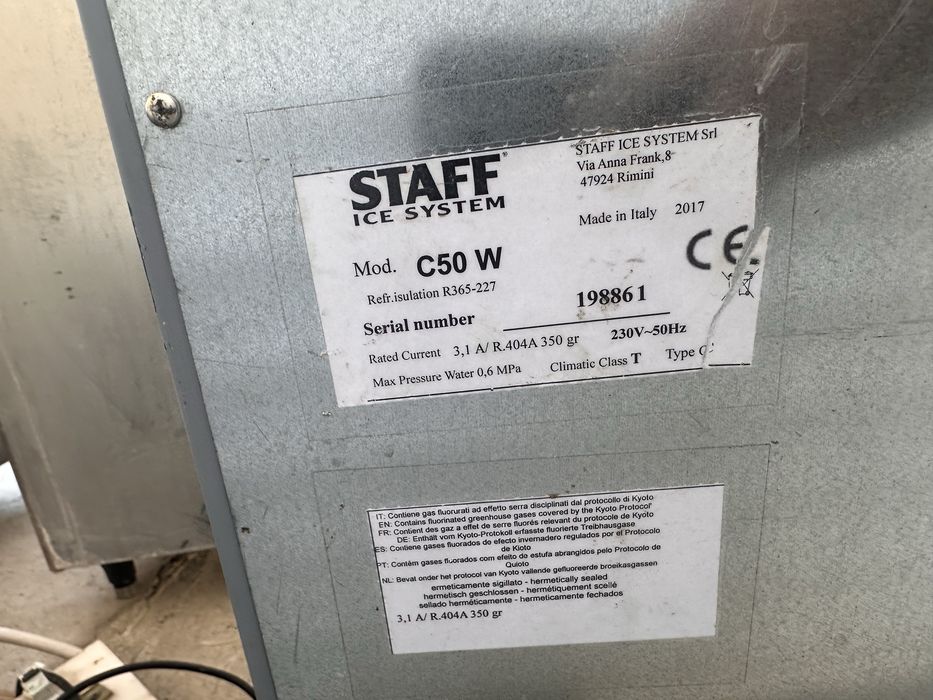 STAFF®
ICE SYSTEM
STAFF ICE SYSTEM Srl
Via Anna Frank,8
47924 Rimini
Made in Italy 2017
CE
Mod. C50 W
Refr.isulation R365-227
Serial number 198861
Rated Current 3,1 A/ R.404A 350 gr 230V~50Hz
Max Pressure Water 0,6 MPa Climatic Class T Type
IT: Contiene gas fluorurati ad effetto serra disciplinati dal protocollo di Kyoto
EN: Contains fluorinated greenhouse gases covered by the Kyoto Protocol
FR: Contient des gaz a effet de serre fluorés relevant du protocole de Kyoto
DE: Enthält vom Kyoto-Protokoll erfasste fluorierte Treibhausgase
ES: Contiene gases fluorados de efecto invernadero regulados por el Protocolo
de Kioto
PT: Contém gases fluorados com efeito de estufa abrangidos pelo Protocolo de
Quioto
NL: Bevat onder het protocol van Kyoto vallende gefluoreerde broeikasgassen
ermeticamente sigillato - hermetically sealed
hermetisch geschlossen - hermétiquement scellé
sellado herméticamente - hermeticamente fechados
3,1 A/ R.404A 350 gr